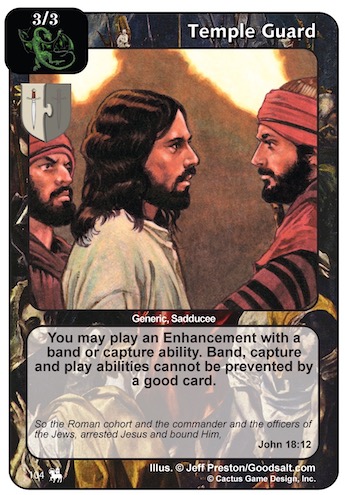 3/3
Temple Guard
Generic, Sadducee
You may play an Enhancement with a
band or capture ability. Band, capture
and play abilities cannot be prevented by
a good card.
So the Roman cohort and the commander and the officers of
the Jews, arrested Jesus and bound Him,
John 18:12
Illus. © Jeff Preston/Goodsalt.com
104
© Cactus Game Design, Inc.